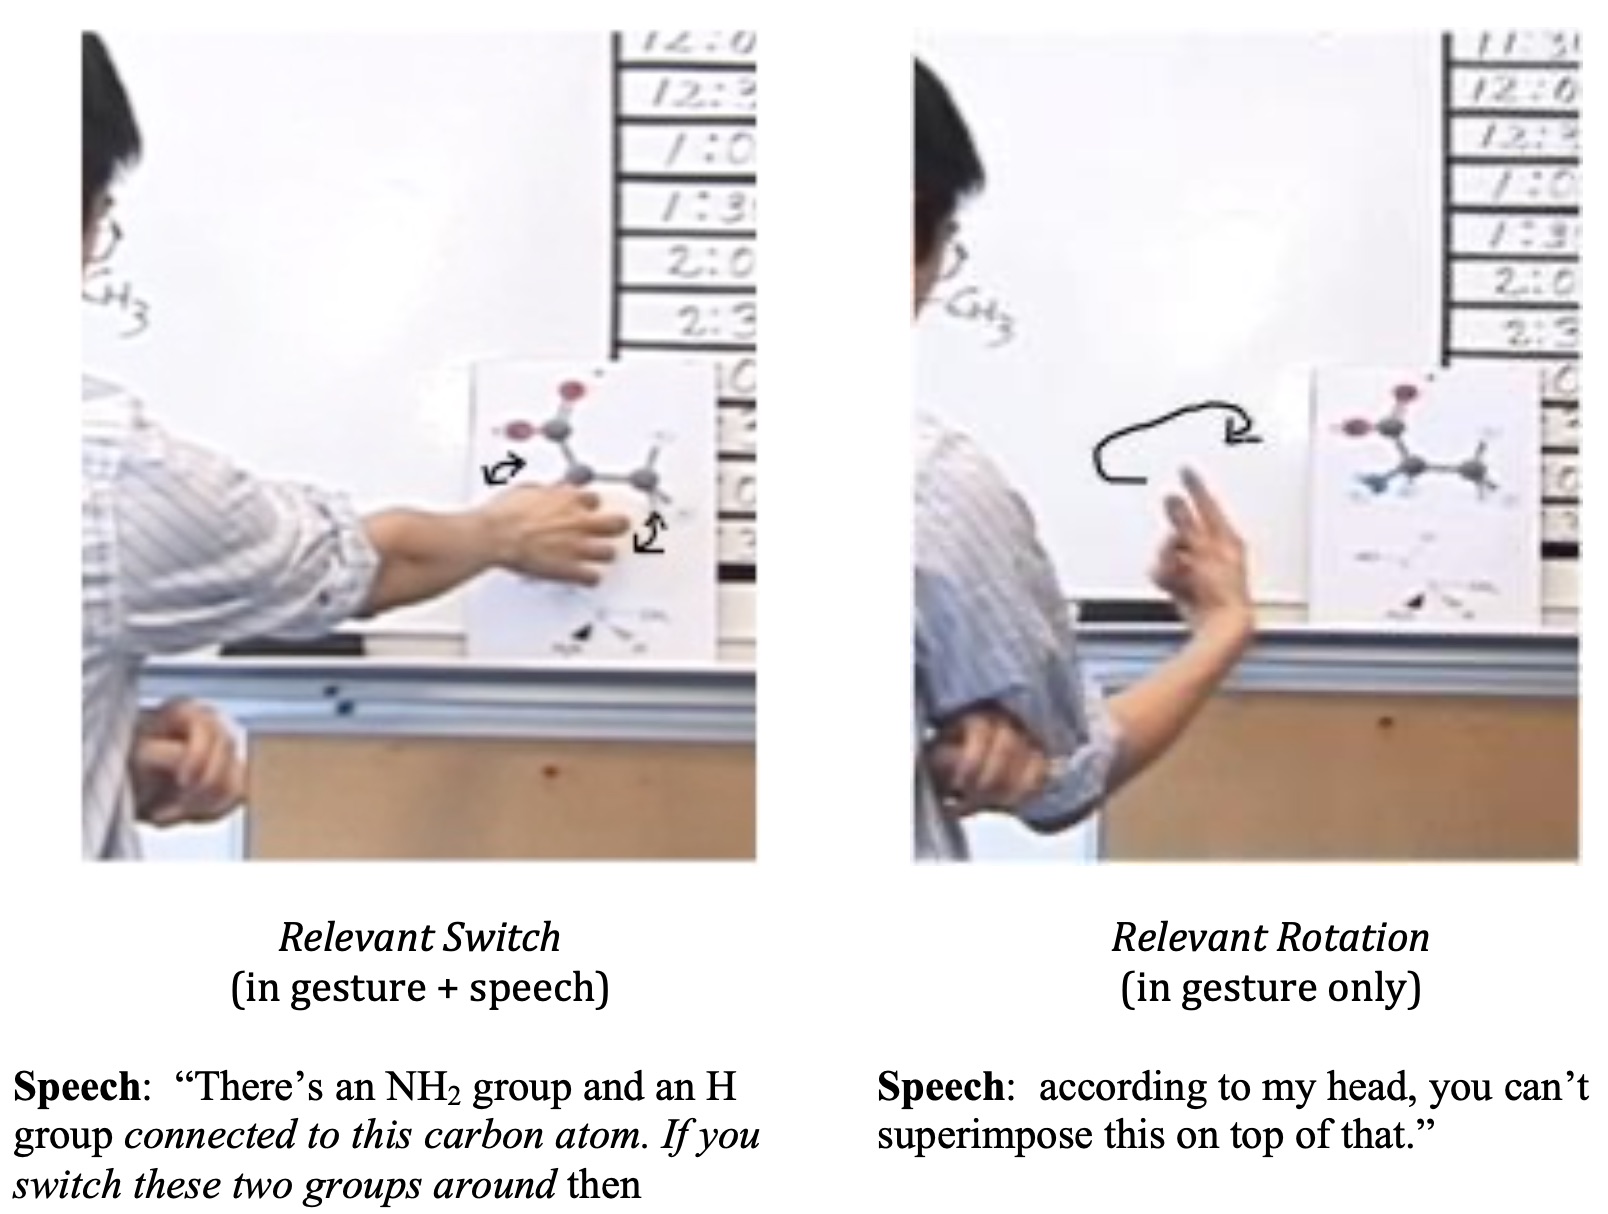 12:0
12:3
1:0
1:3
2:0
2:3
CH3
11:3
12:0
12:3
1:0
1:3
2:0
2:3
-CH3
Relevant Switch
(in gesture + speech)
Relevant Rotation
(in gesture only)
Speech: “There’s an NH₂ group and an H
group connected to this carbon atom. If you
switch these two groups around then
Speech: according to my head, you can’t
superimpose this on top of that.”